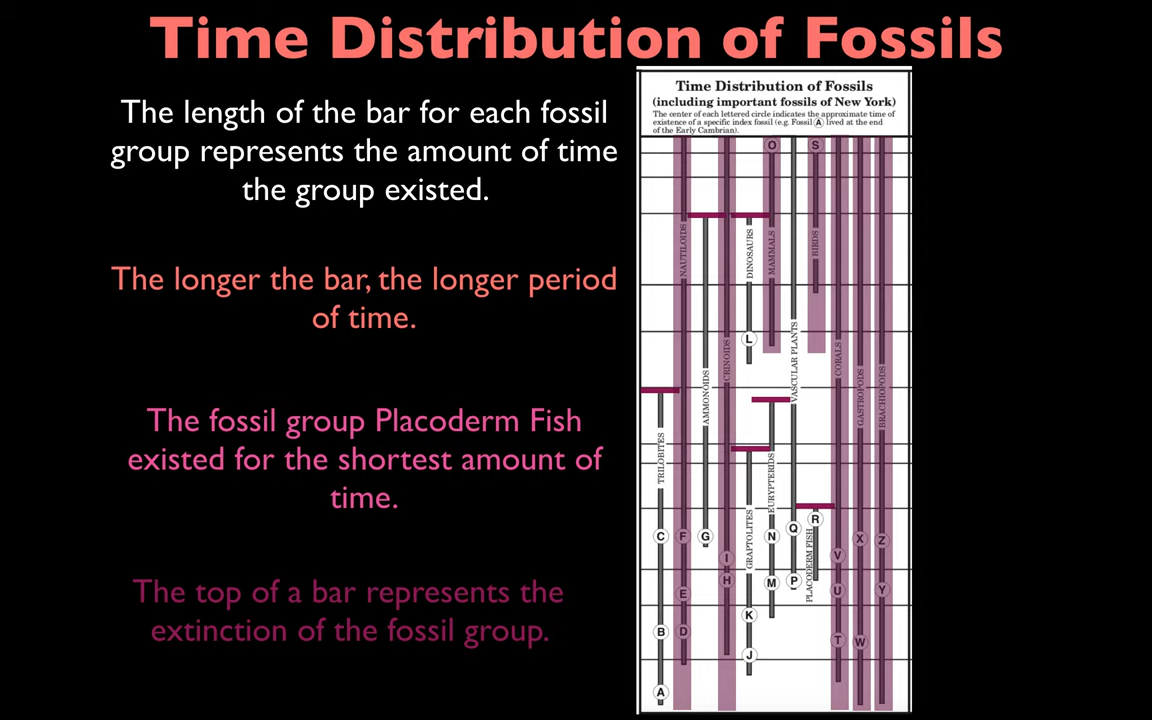 Time Distribution of Fossils
The length of the bar for each fossil
group represents the amount of time
the group existed.
The longer the bar, the longer period
of time.
The fossil group Placoderm Fish
existed for the shortest amount of
time.
The top of a bar represents the
extinction of the fossil group.
Time Distribution of Fossils
(including important fossils of New York)
The center of each lettered circle indicates the approximate time of
existence of a specific index fossil (e.g. Fossil A lived at the end
of the Early Cambrian).
TRILOBITES
C
B
A
NAUTILOIDS
F
E
D
AMMONOIDS
G
CRINOIDS
I
H
DINOSAURS
L
GRAPTOLITES
K
J
O
MAMMALS
EURYPTERIDS
N
M
VASCULAR PLANTS
Q
P
S
BIRDS
R
PLACODERM FISH
CORALS
V
U
T
GASTROPODS
X
W
BRACHIOPODS
Z
Y